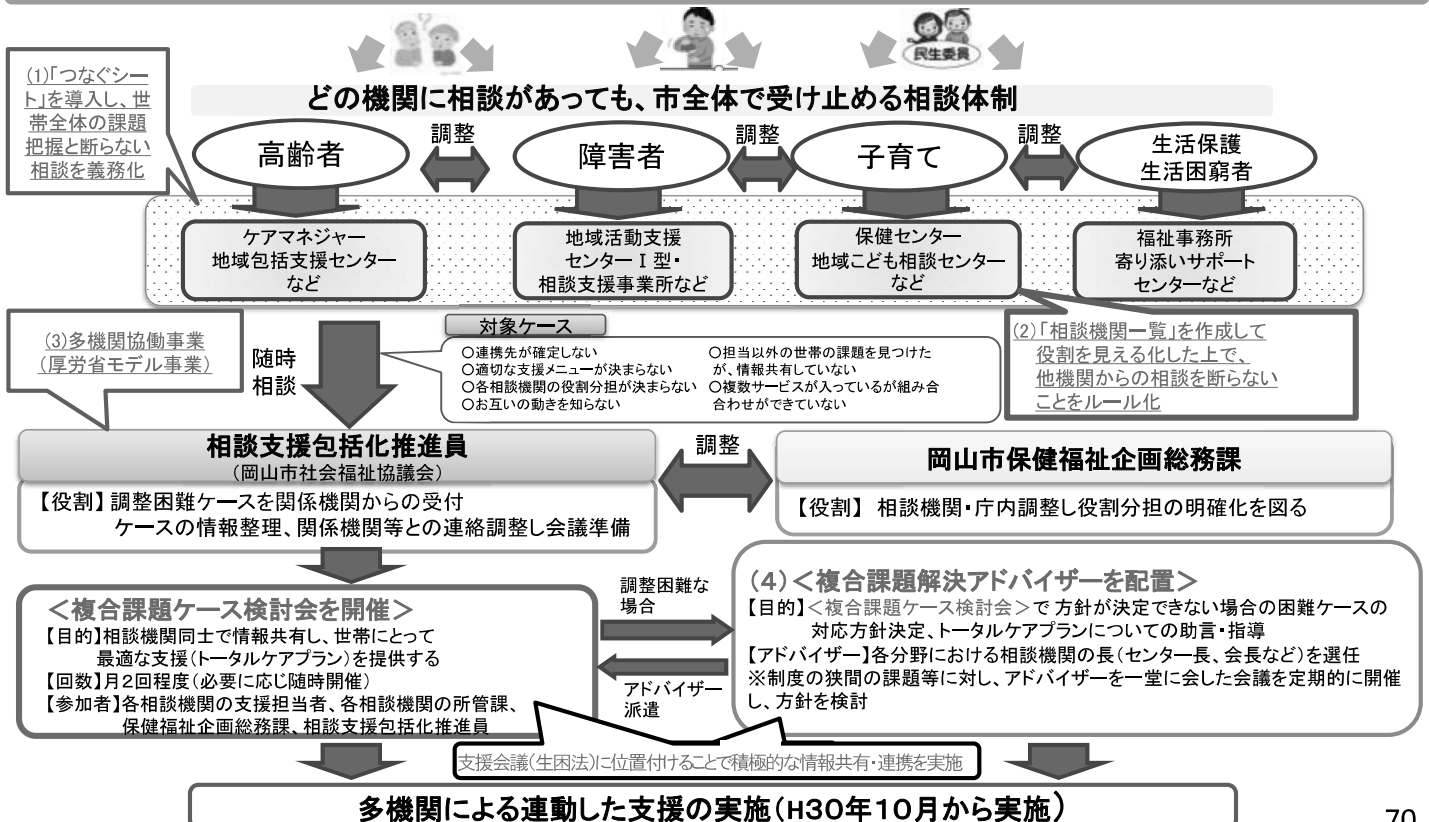 民生委員
(1)「つなぐシー
ト」を導入し、世
帯全体の課題
把握と断らない
相談を義務化
どの機関に相談があっても、市全体で受け止める相談体制
高齢者
調整
障害者
調整
子育て
調整
生活保護
生活困窮者
ケアマネジャー
地域包括支援センター
など
地域活動支援
センターⅠ型・
相談支援事業所など
保健センター
地域こども相談センター
など
福祉事務所
寄り添いサポート
センターなど
(3)多機関協働事業
(厚労省モデル事業)
随時
相談
対象ケース
○連携先が確定しない
○適切な支援メニューが決まらない
○各相談機関の役割分担が決まらない
○お互いの動きを知らない
○担当以外の世帯の課題を見つけた
が、情報共有していない
○複数サービスが入っているが組み合
合わせができていない
(2)「相談機関一覧」を作成して
役割を見える化した上で、
他機関からの相談を断らない
ことをルール化
相談支援包括化推進員
(岡山市社会福祉協議会)
【役割】調整困難ケースを関係機関からの受付
ケースの情報整理、関係機関等との連絡調整し会議準備
調整
岡山市保健福祉企画総務課
【役割】 相談機関・庁内調整し役割分担の明確化を図る
<複合課題ケース検討会を開催>
【目的】相談機関同士で情報共有し、世帯にとって
最適な支援(トータルケアプラン)を提供する
【回数】月2回程度(必要に応じ随時開催)
【参加者】各相談機関の支援担当者、各相談機関の所管課、
保健福祉企画総務課、相談支援包括化推進員
調整困難な
場合
アドバイザー
派遣
(4)<複合課題解決アドバイザーを配置>
【目的】<複合課題ケース検討会>で方針が決定できない場合の困難ケースの
対応方針決定、トータルケアプランについての助言・指導
【アドバイザー】各分野における相談機関の長(センター長、会長など)を選任
※制度の狭間の課題等に対し、アドバイザーを一堂に会した会議を定期的に開催
し、方針を検討
支援会議(生困法)に位置付けることで積極的な情報共有・連携を実施
多機関による連動した支援の実施(H30年10月から実施)
70